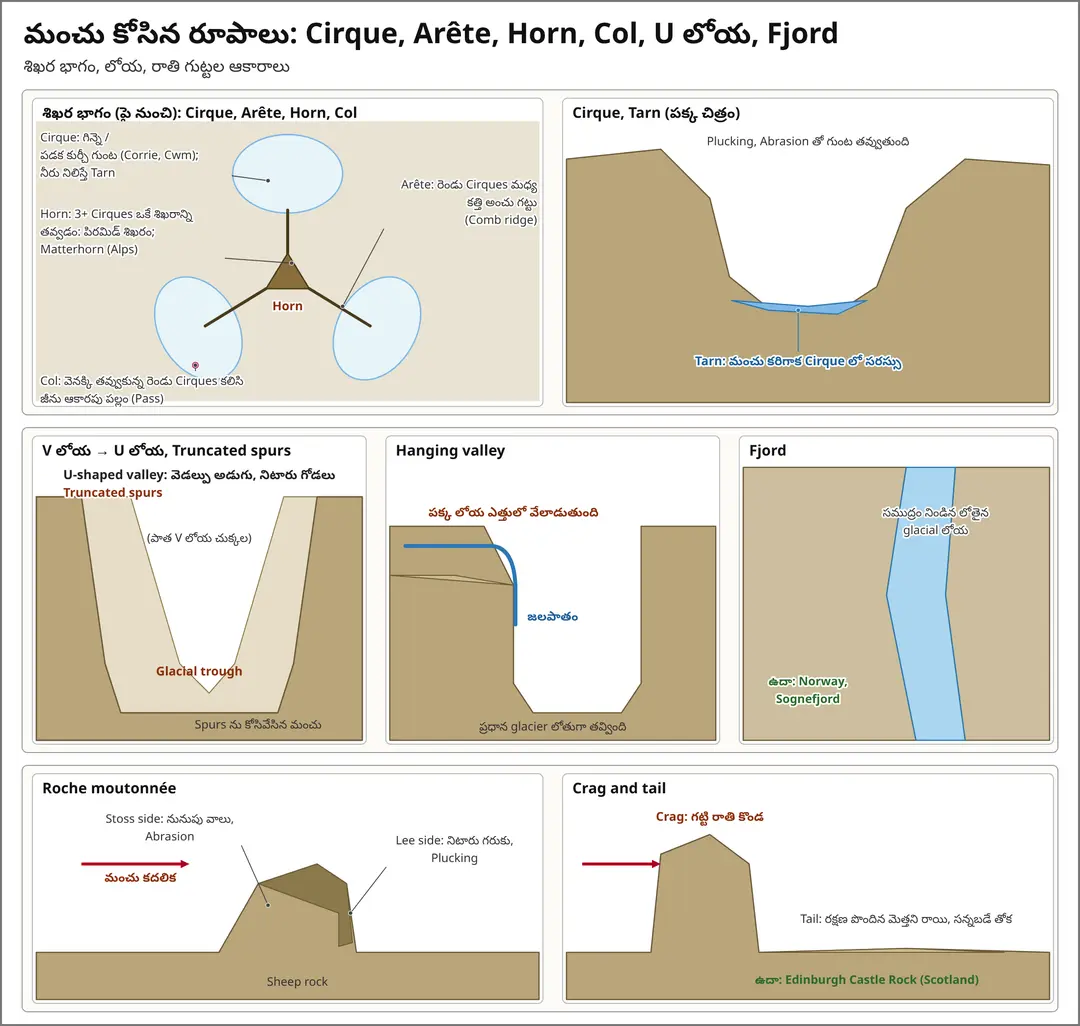 మంచు కోసిన రూపాలు: Cirque, Arête, Horn, Col, U లోయ, Fjord
శిఖర భాగం, లోయ, రాతి గుట్టల ఆకారాలు
శిఖర భాగం (పై నుంచి): Cirque, Arête, Horn, Col
Cirque: గిన్నె /
పడక కుర్చీ గుంట (Corrie, Cwm);
నీరు నిలిస్తే Tarn
Arête: రెండు Cirques మధ్య
కత్తి అంచు గట్టు
(Comb ridge)
Horn: 3+ Cirques ఒకే శిఖరాన్ని
తవ్వడం: పిరమిడ్ శిఖరం;
Matterhorn (Alps)
Horn
Col: వెనక్కి తవ్వుకున్న రెండు Cirques కలిసి
జీను ఆకారపు పల్లం (Pass)
Cirque, Tarn (పక్క చిత్రం)
Plucking, Abrasion తో గుంట తవ్వుతుంది
Tarn: మంచు కరిగాక Cirque లో సరస్సు
V లోయ → U లోయ, Truncated spurs
U-shaped valley: వెడల్పు అడుగు, నిటారు గోడలు
Truncated spurs
(పాత V లోయ చుక్కల)
Glacial trough
Spurs ను కోసివేసిన మంచు
Hanging valley
పక్క లోయ ఎత్తులో వేలాడుతుంది
జలపాతం
ప్రధాన glacier లోతుగా తవ్వింది
Fjord
సముద్రం నిండిన లోతైన
glacial లోయ
ఉదా: Norway,
Sognefjord
Roche moutonnée
Stoss side: నునుపు వాలు,
Abrasion
Lee side: నిటారు గరుకు,
Plucking
మంచు కదలిక
Sheep rock
Crag and tail
Crag: గట్టి రాతి కొండ
Tail: రక్షణ పొందిన మెత్తని రాయి, సన్నబడే తోక
ఉదా: Edinburgh Castle Rock (Scotland)